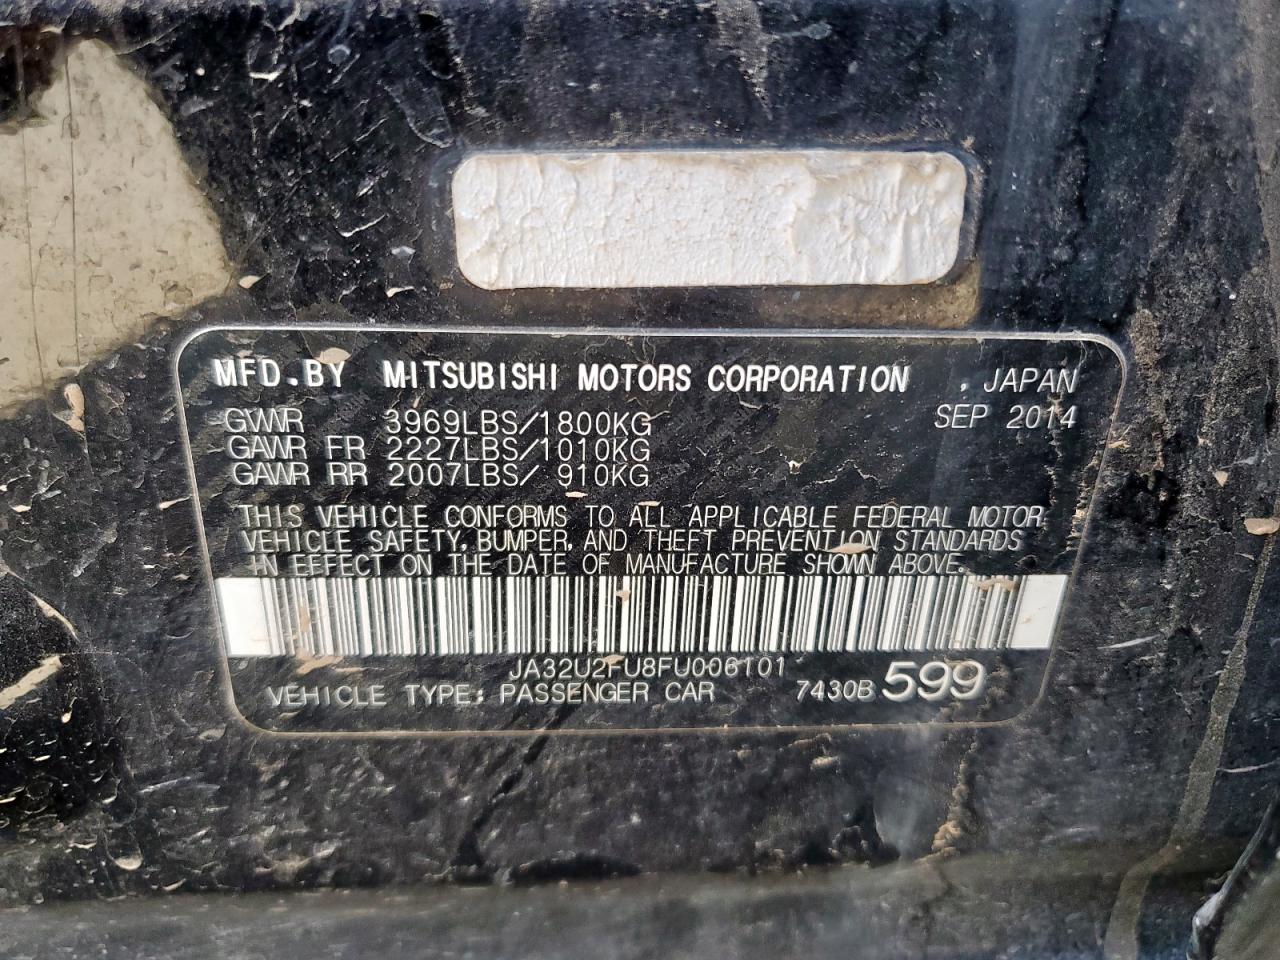 MFD.BY MITSUBISHI MOTORS CORPORATION , JAPAN
GVWR 3969LBS/1800KG SEP 2014
GAWR FR 2227LBS/1010KG
GAWR RR 2007LBS/ 910KG
THIS VEHICLE CONFORMS TO ALL APPLICABLE FEDERAL MOTOR
VEHICLE SAFETY, BUMPER, AND THEFT PREVENTION STANDARDS
IN EFFECT ON THE DATE OF MANUFACTURE SHOWN ABOVE.
JA32U2FU8FU006101
VEHICLE TYPE: PASSENGER CAR 7430B 599